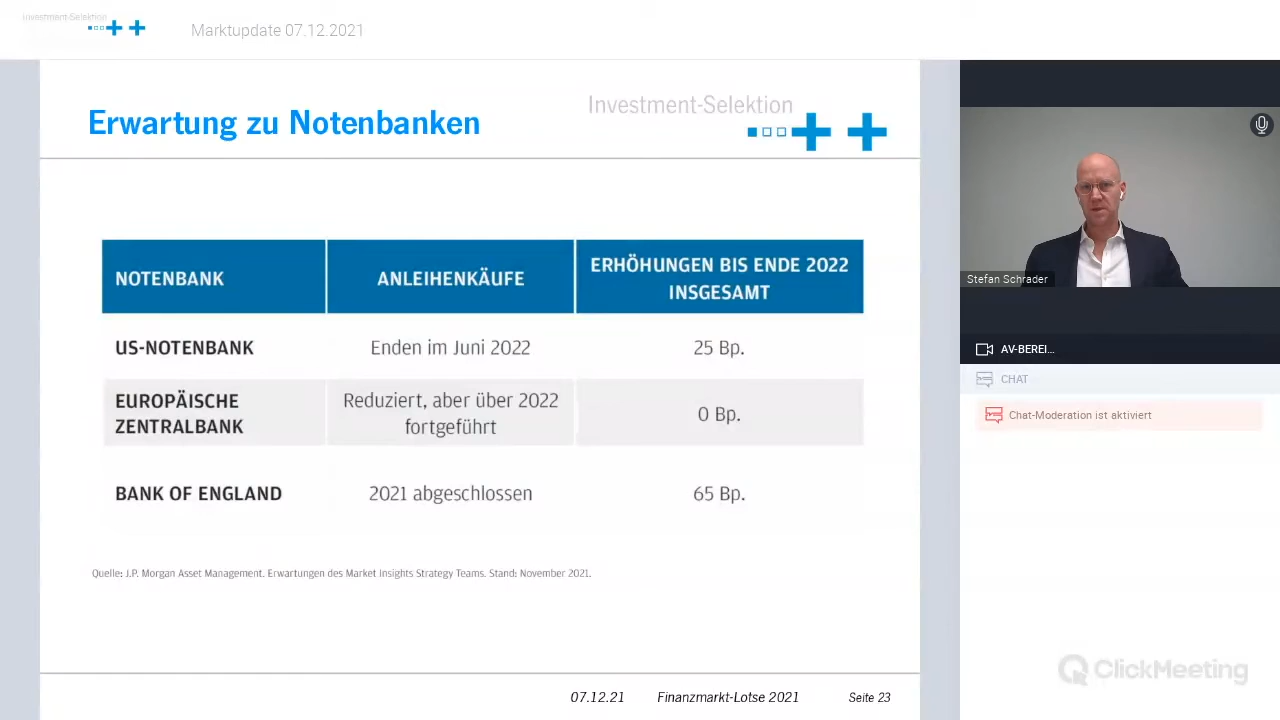 Investment-Selektion
Marktupdate 07.12.2021
Erwartung zu Notenbanken
Investment-Selektion
NOTENBANK
ANLEIHENKÄUFE
ERHÖHUNGEN BIS ENDE 2022
INSGESAMT
US-NOTENBANK
Enden im Juni 2022
25 Bp.
EUROPÄISCHE
ZENTRALBANK
Reduziert, aber über 2022
fortgeführt
0 Bp.
BANK OF ENGLAND
2021 abgeschlossen
65 Bp.
Quelle: J.P. Morgan Asset Management. Erwartungen des Market Insights Strategy Teams. Stand: November 2021.
07.12.21
Finanzmarkt-Lotse 2021
Seite 23
Stefan Schrader
AV-BEREI...
CHAT
Chat-Moderation ist aktiviert
ClickMeeting